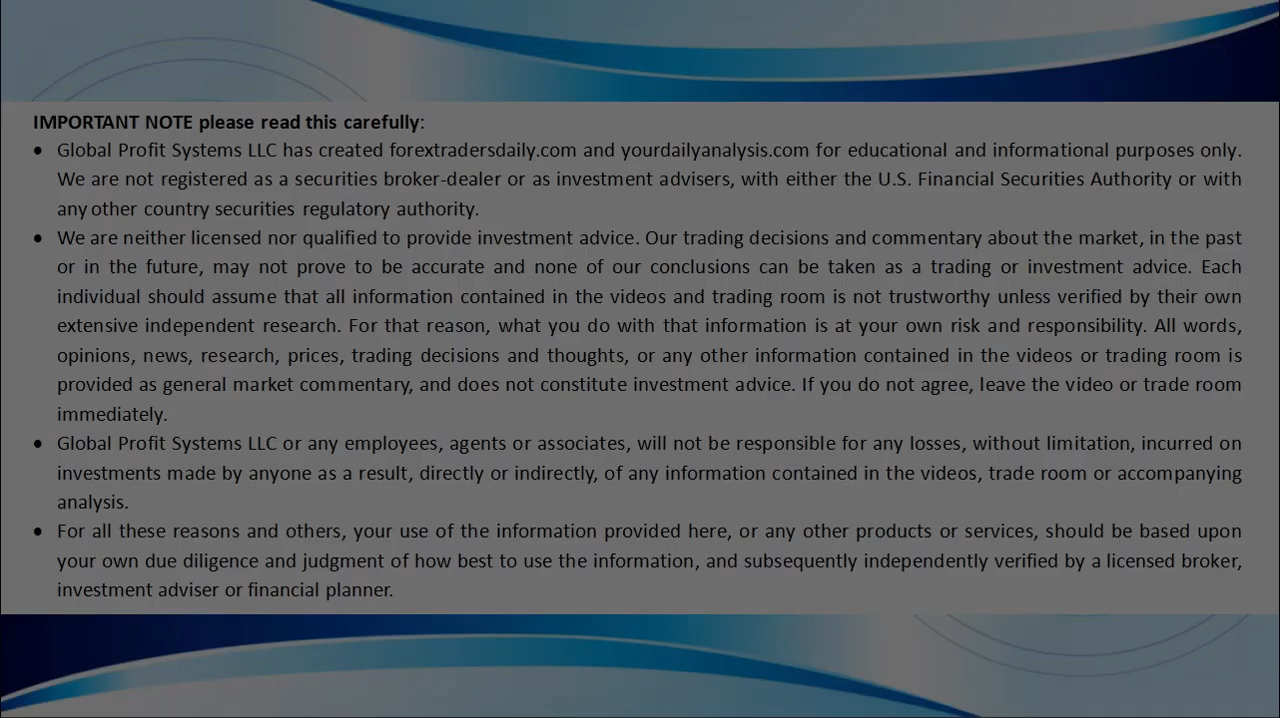 IMPORTANT NOTE please read this carefully:
• Global Profit Systems LLC has created forextradersdaily.com and yourdailyanalysis.com for educational and informational purposes only.
We are not registered as a securities broker-dealer or as investment advisers, with either the U.S. Financial Securities Authority or with
any other country securities regulatory authority.
• We are neither licensed nor qualified to provide investment advice. Our trading decisions and commentary about the market, in the past
or in the future, may not prove to be accurate and none of our conclusions can be taken as a trading or investment advice. Each
individual should assume that all information contained in the videos and trading room is not trustworthy unless verified by their own
extensive independent research. For that reason, what you do with that information is at your own risk and responsibility. All words,
opinions, news, research, prices, trading decisions and thoughts, or any other information contained in the videos or trading room is
provided as general market commentary, and does not constitute investment advice. If you do not agree, leave the video or trade room
immediately.
• Global Profit Systems LLC or any employees, agents or associates, will not be responsible for any losses, without limitation, incurred on
investments made by anyone as a result, directly or indirectly, of any information contained in the videos, trade room or accompanying
analysis.
• For all these reasons and others, your use of the information provided here, or any other products or services, should be based upon
your own due diligence and judgment of how best to use the information, and subsequently independently verified by a licensed broker,
investment adviser or financial planner.